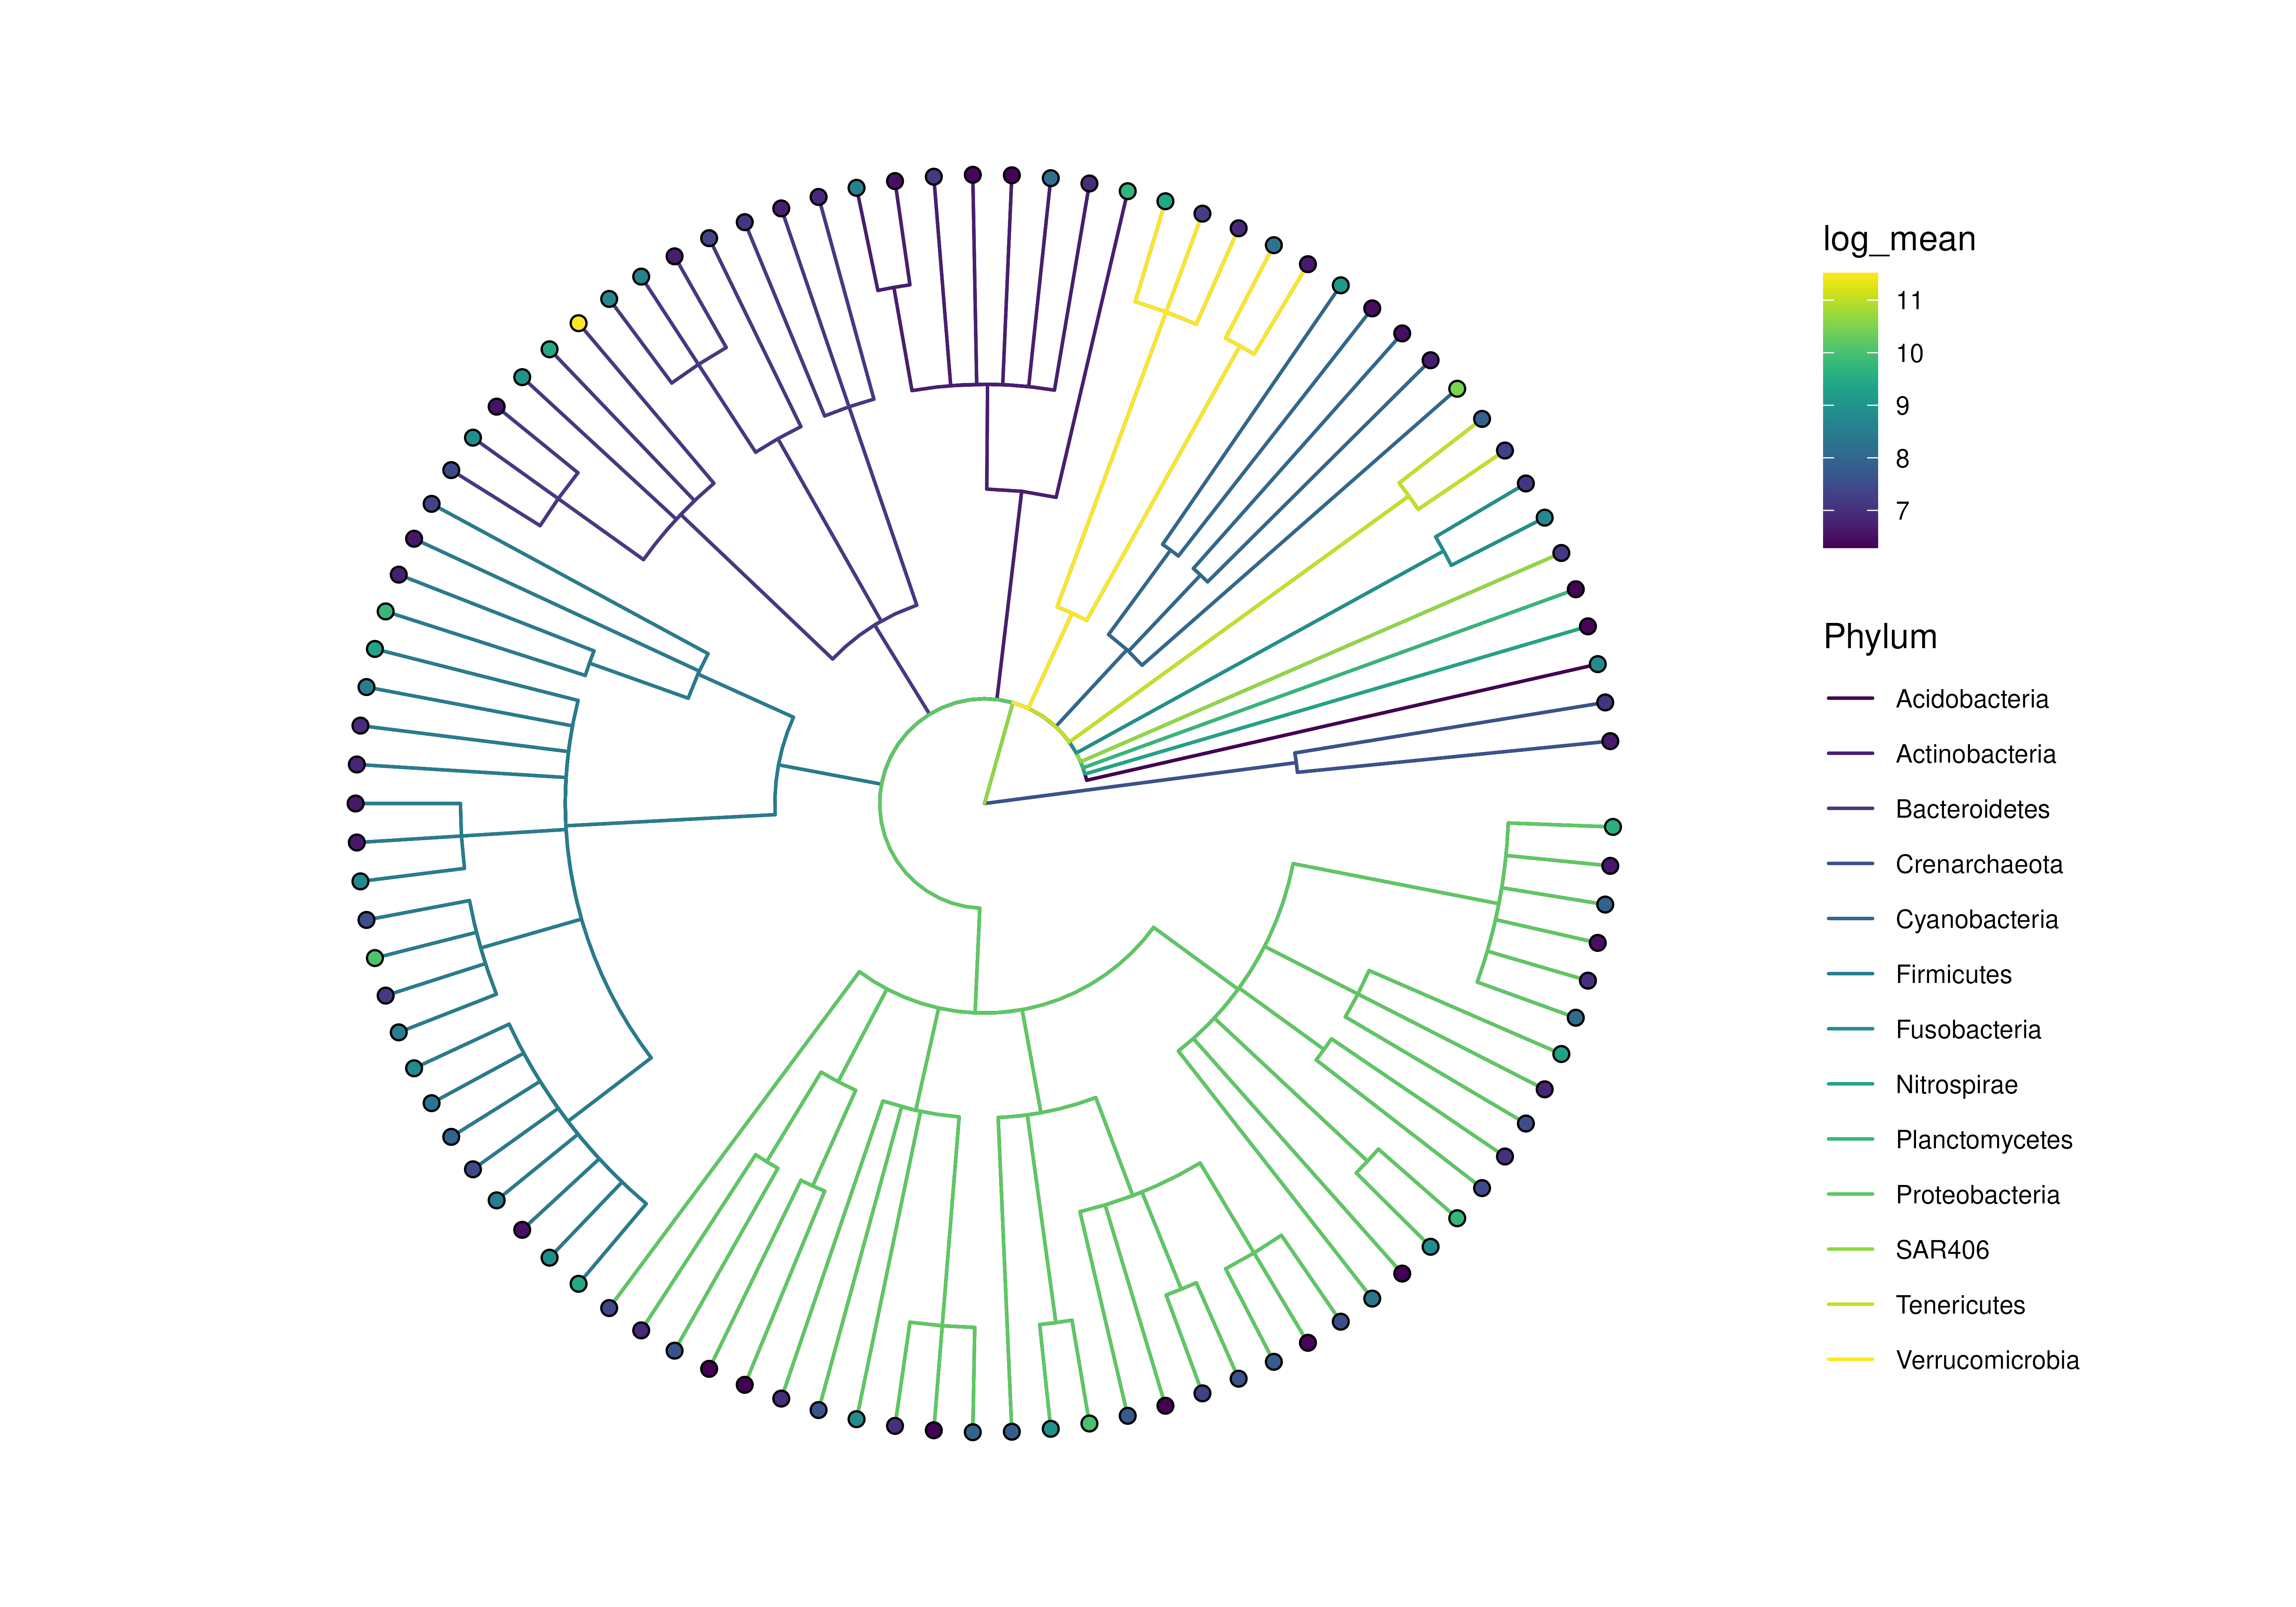 log_mean
11
10
9
8
7
Phylum
Acidobacteria
Actinobacteria
Bacteroidetes
Crenarchaeota
Cyanobacteria
Firmicutes
Fusobacteria
Nitrospirae
Planctomycetes
Proteobacteria
SAR406
Tenericutes
Verrucomicrobia